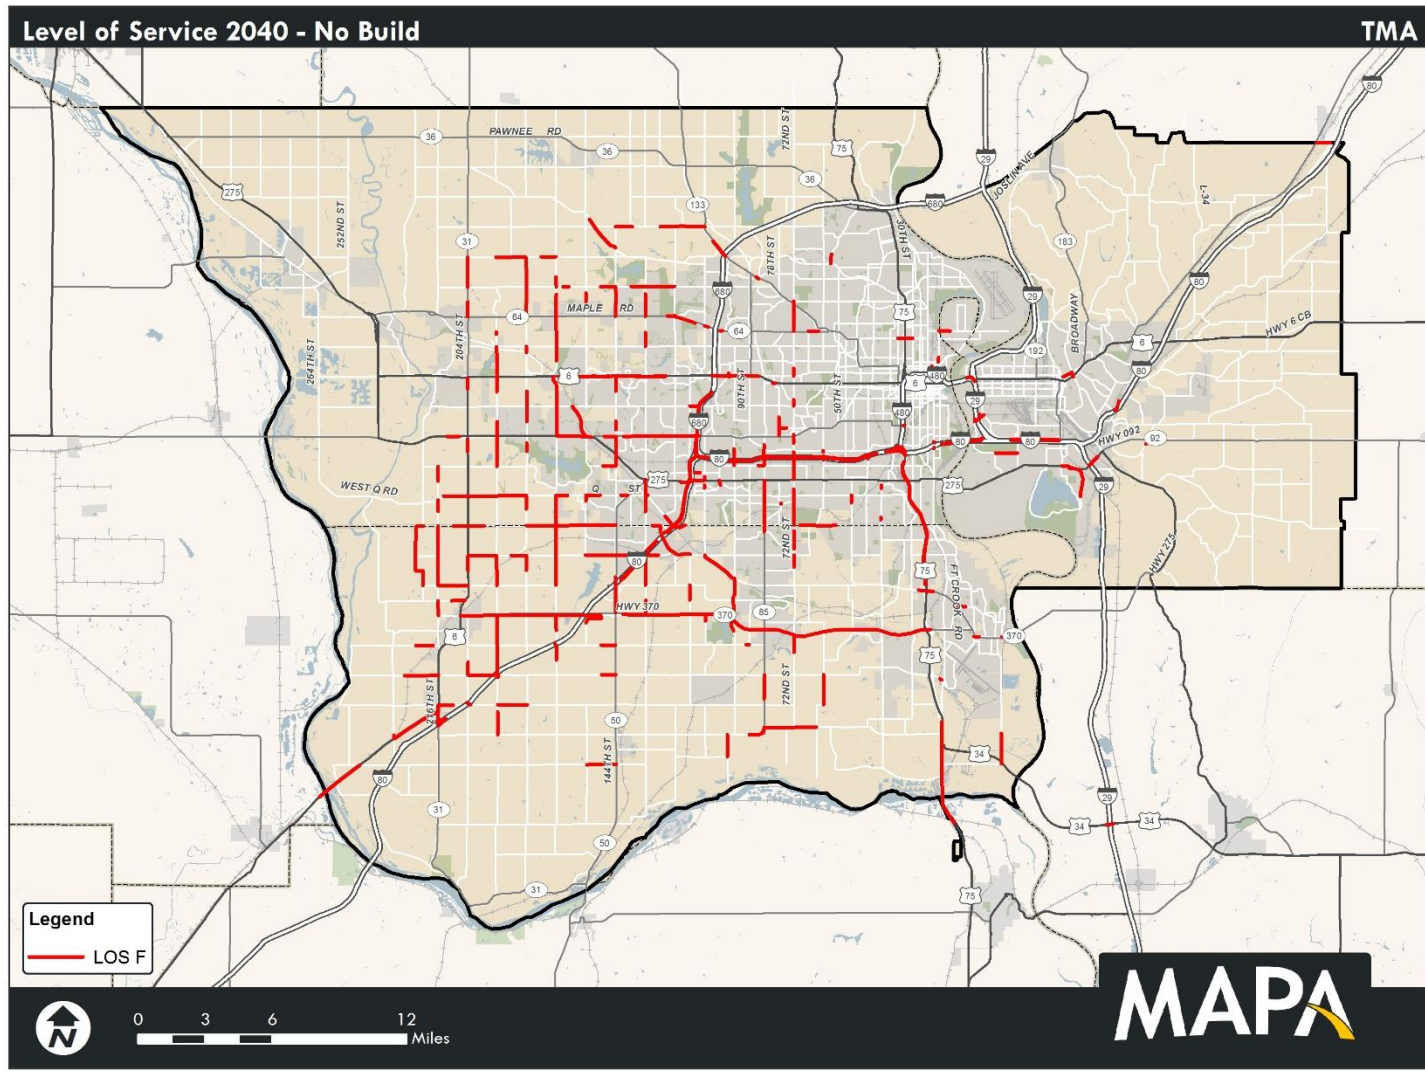 Level of Service 2040 - No Build
TMA
80
PAWNEE RD
36
36
72ND ST
75
29
JOSLIN AVE
275
36
L-34
252ND ST
133
680
31
78TH ST
30TH ST
183
80
680
29
MAPLE RD
64
64
75
BROADWAY
HWY 6 CB
204TH ST
192
6
264TH ST
6
90TH ST
50TH ST
6
480
80
29
680
480
80
80
HWY 092
92
80
WEST Q RD
Q ST
275
275
29
72ND ST
80
75
FT CROOK RD
HWY 275
HWY 370
370
85
6
370
75
216TH ST
72ND ST
50
144TH ST
34
80
31
29
34
34
50
31
75
Legend
LOS F
N
0 3 6 12
Miles
MAPA